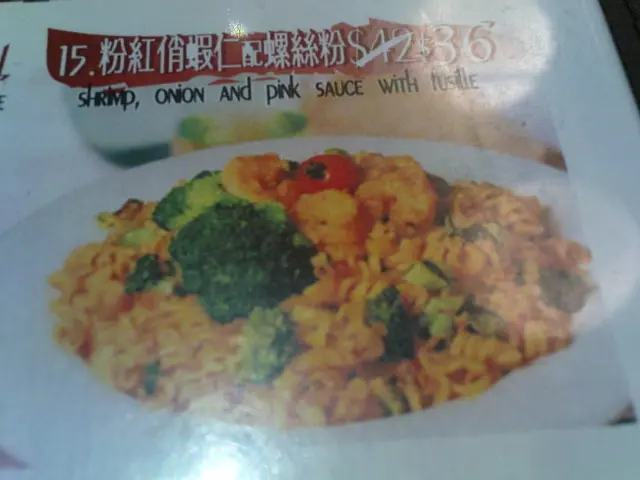 15.粉紅俏蝦仁配螺絲粉$42$36
shrimp, onion and pink sauce with fusille